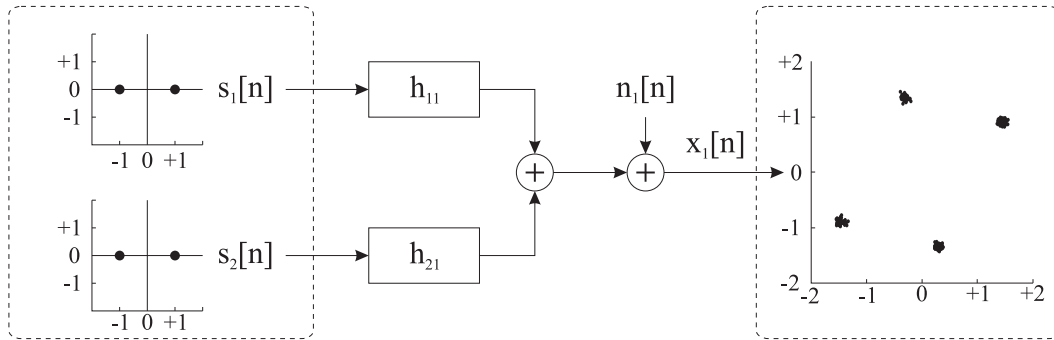 +1
0
-1
-1 0 +1
s₁[n]
h₁₁
n₁[n]
x₁[n]
+
+
+1
0
-1
-1 0 +1
s₂[n]
h₂₁
+2
+1
0
-1
-2
-2 -1 0 +1 +2